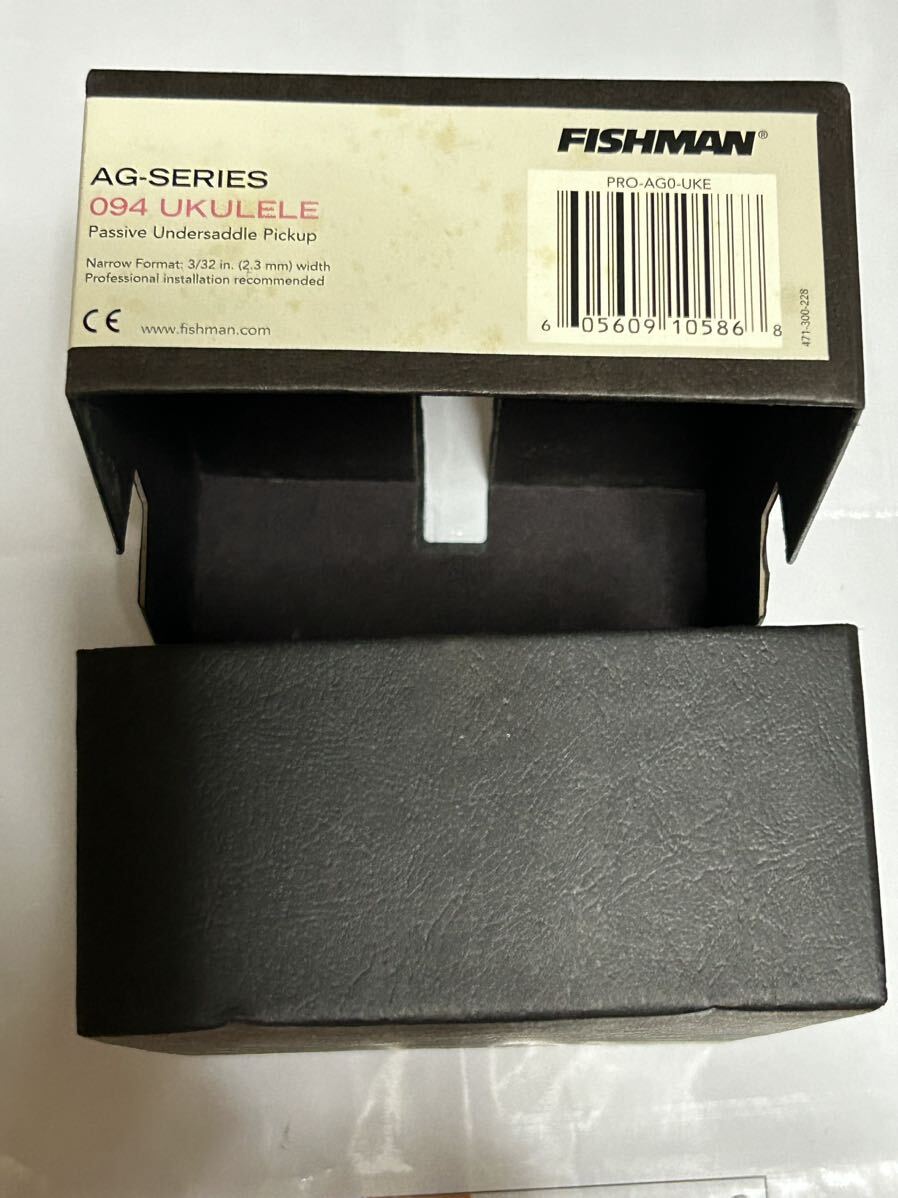 FISHMAN®
AG-SERIES
094 UKULELE
Passive Undersaddle Pickup
Narrow Format: 3/32 in. (2.3 mm) width
Professional installation recommended
CE www.fishman.com
PRO-AG0-UKE
6 05609 10586 8
471-300-228